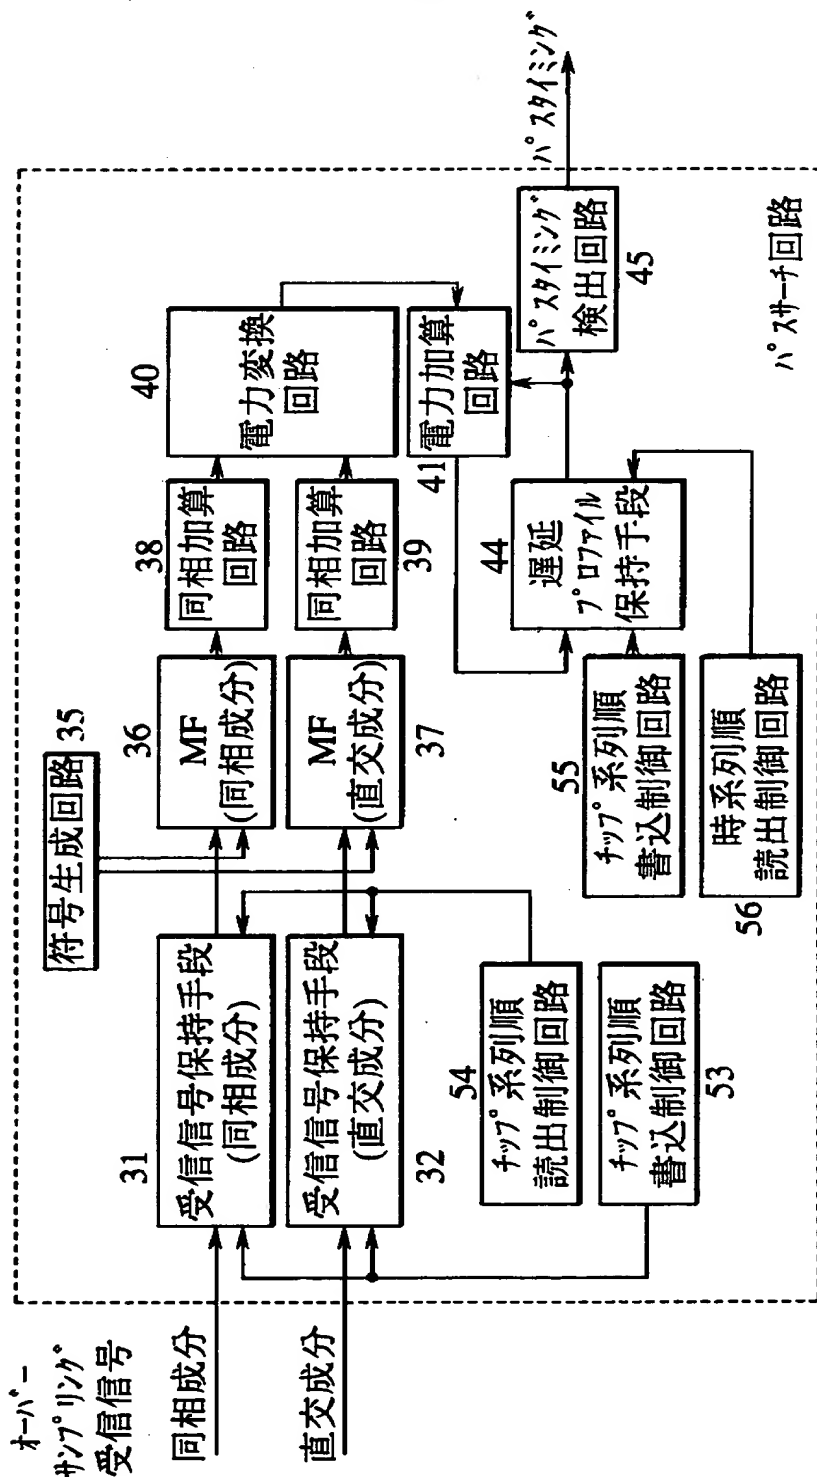 オーバー
サンプリング
受信信号
同相成分
直交成分
31
受信信号保持手段
(同相成分)
受信信号保持手段
(直交成分)
32
54
チップ系列順
読出制御回路
チップ系列順
書込制御回路
53
符号生成回路
35
36
MF
(同相成分)
MF
(直交成分)
37
38
同相加算
回路
同相加算
回路
39
40
電力変換
回路
電力加算
回路
41
44
遅延
プロファイル
保持手段
55
チップ系列順
書込制御回路
時系列順
読出制御回路
56
パスタイミング
検出回路
45
パスタイミング
パスサーチ回路